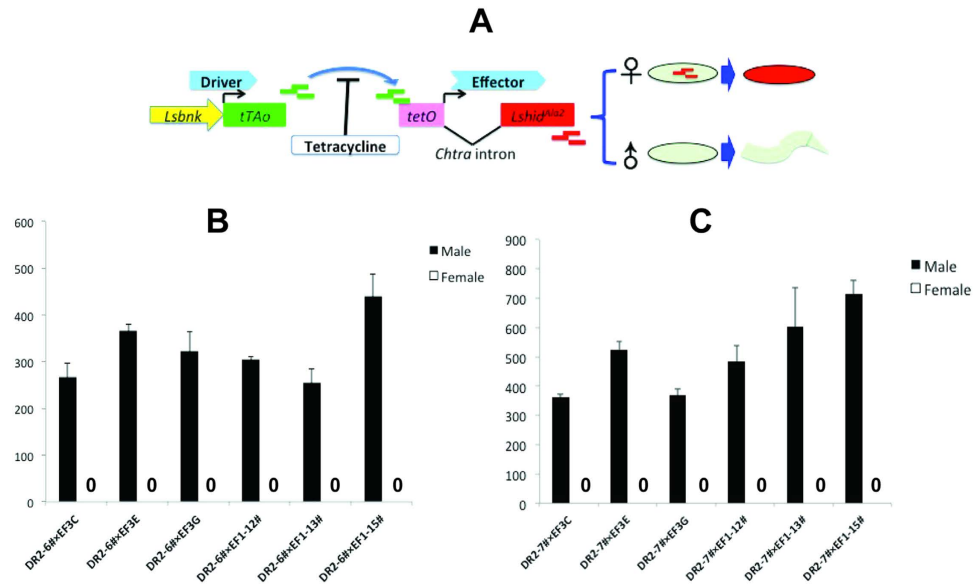 A
Driver
Effector
Lsbnk
tTAo
tetO
Lshid^Ala2
Tetracycline
Chtra intron
♀
♂
B
600
500
400
300
200
100
0
Male
Female
0 0 0 0 0 0
DR2-6#×EF3C
DR2-6#×EF3E
DR2-6#×EF3G
DR2-6#×EF1-12#
DR2-6#×EF1-13#
DR2-6#×EF1-15#
C
900
800
700
600
500
400
300
200
100
0
Male
Female
0 0 0 0 0 0
DR2-7#×EF3C
DR2-7#×EF3E
DR2-7#×EF3G
DR2-7#×EF1-12#
DR2-7#×EF1-13#
DR2-7#×EF1-15#